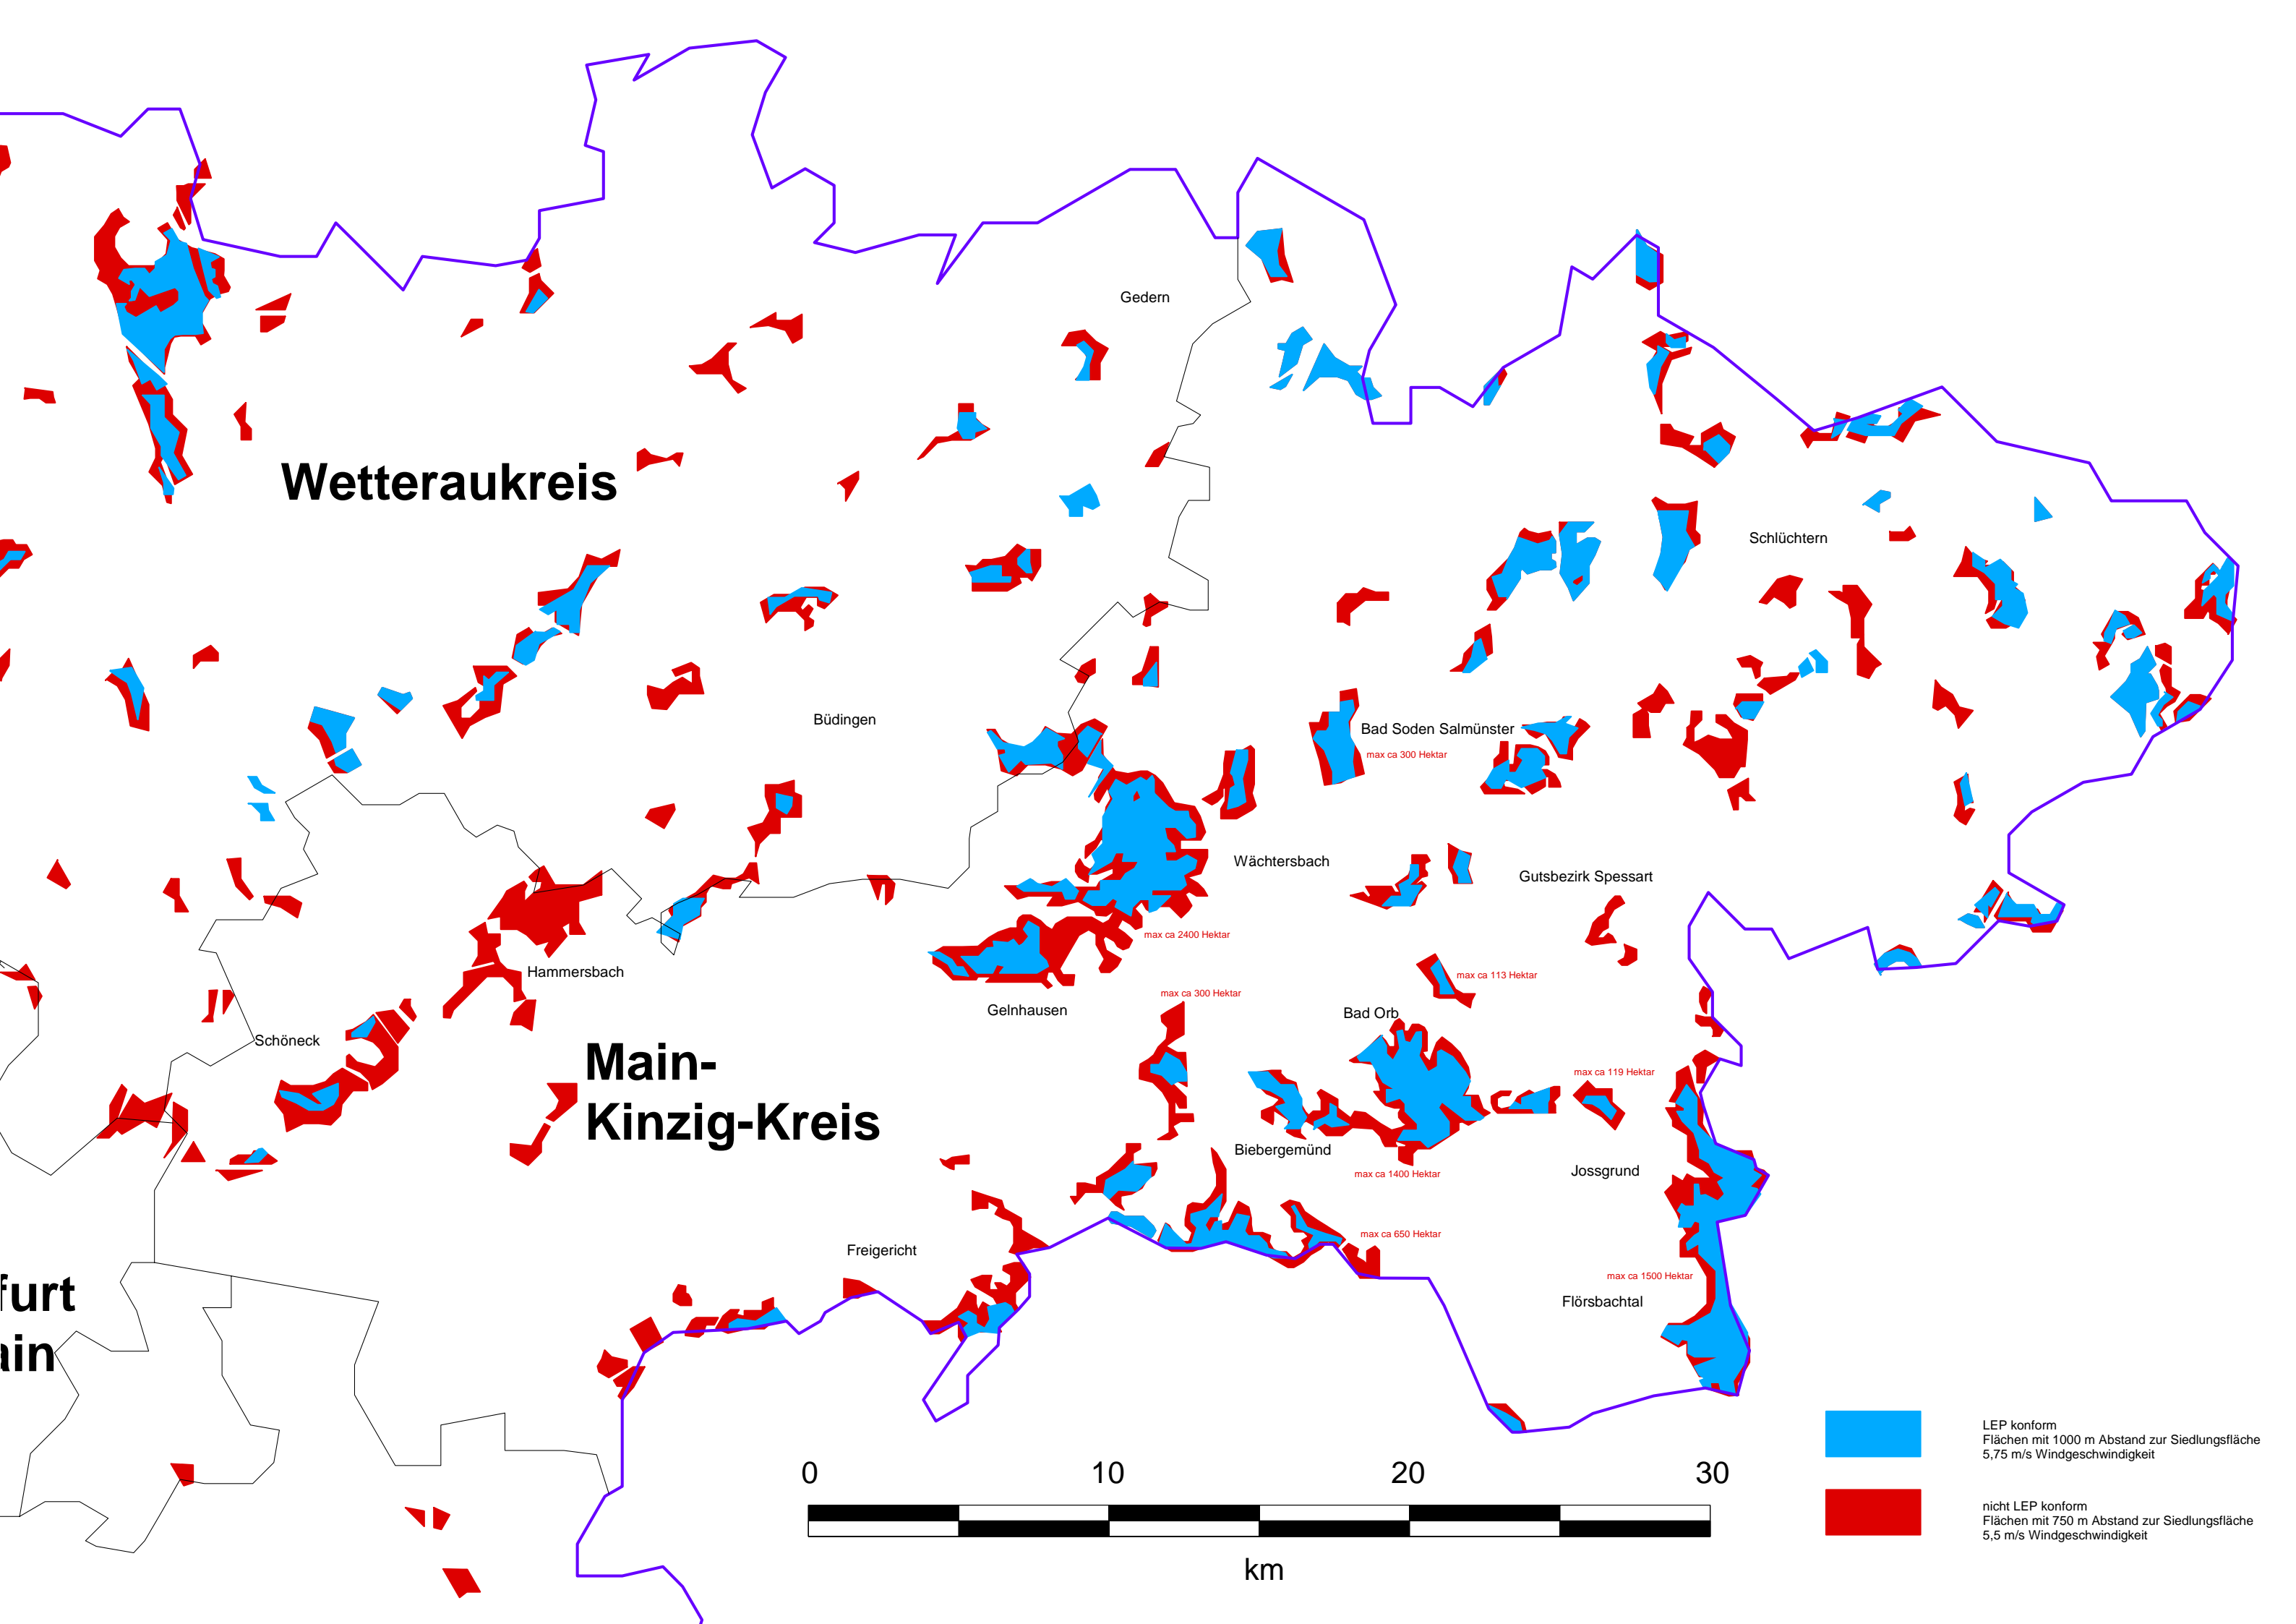 Gedern
Wetteraukreis
Schlüchtern
Büdingen
Bad Soden Salmünster
max ca 300 Hektar
Wächtersbach
Gutsbezirk Spessart
max ca 2400 Hektar
Hammersbach
max ca 113 Hektar
max ca 300 Hektar
Gelnhausen
Bad Orb
Schöneck
Main-
Kinzig-Kreis
max ca 119 Hektar
Biebergemünd
max ca 1400 Hektar
Jossgrund
max ca 650 Hektar
Freigericht
max ca 1500 Hektar
Flörsbachtal
furt
ain
LEP konform
Flächen mit 1000 m Abstand zur Siedlungsfläche
5,75 m/s Windgeschwindigkeit
0 10 20 30
km
nicht LEP konform
Flächen mit 750 m Abstand zur Siedlungsfläche
5,5 m/s Windgeschwindigkeit